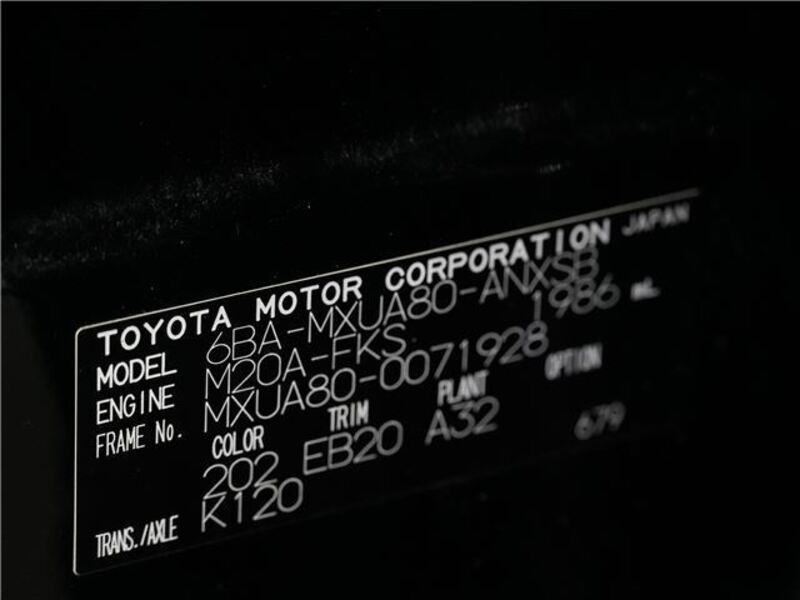 TOYOTA MOTOR CORPORATION JAPAN
MODEL 6BA-MXUA80-ANXSB
ENGINE M20A-FKS 1986 mL
FRAME No. MXUA80-0071928
COLOR TRIM PLANT OPTION
202 EB20 A32 679
TRANS./AXLE K120